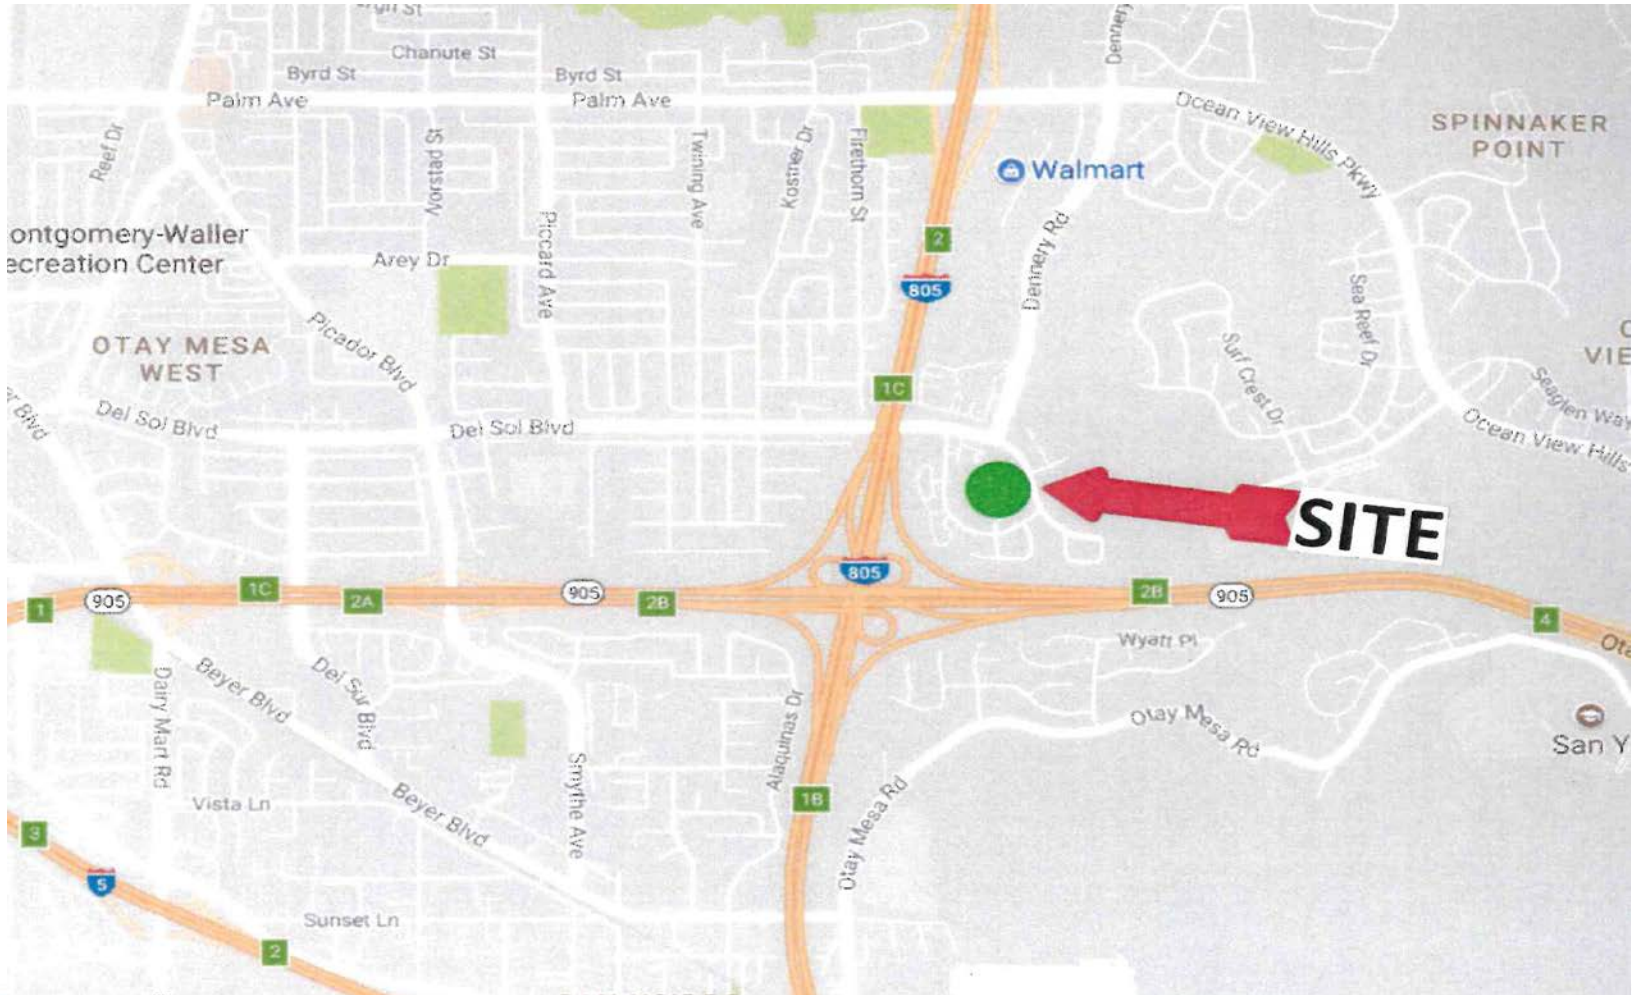 Chanute St
Byrd St
Byrd St
Palm Ave
Palm Ave
Dennery
Ocean View Hills Pkwy
SPINNAKER
POINT
Reef Dr
Vorstad St
Twining Ave
Kostner Dr
Firethorn St
Walmart
Piccard Ave
2
ontgomery-Waller
ecreation Center
Arey Dr
Dennery Rd
805
Sea Reef Dr
Picador Blvd
OTAY MESA
WEST
Surf Crest Dr
VIE
1C
Seaglen Way
er Blvd
Del Sol Blvd
Del Sol Blvd
Ocean View Hills
SITE
805
1
905
1C
2A
905
2B
2B
905
4
Wyatt Pl
Ota
Beyer Blvd
Del Sur Blvd
Dairy Mart Rd
Alaquinas Dr
Otay Mesa Rd
San Y
Smythe Ave
Vista Ln
Beyer Blvd
1B
Otay Mesa Rd
3
5
Sunset Ln
2